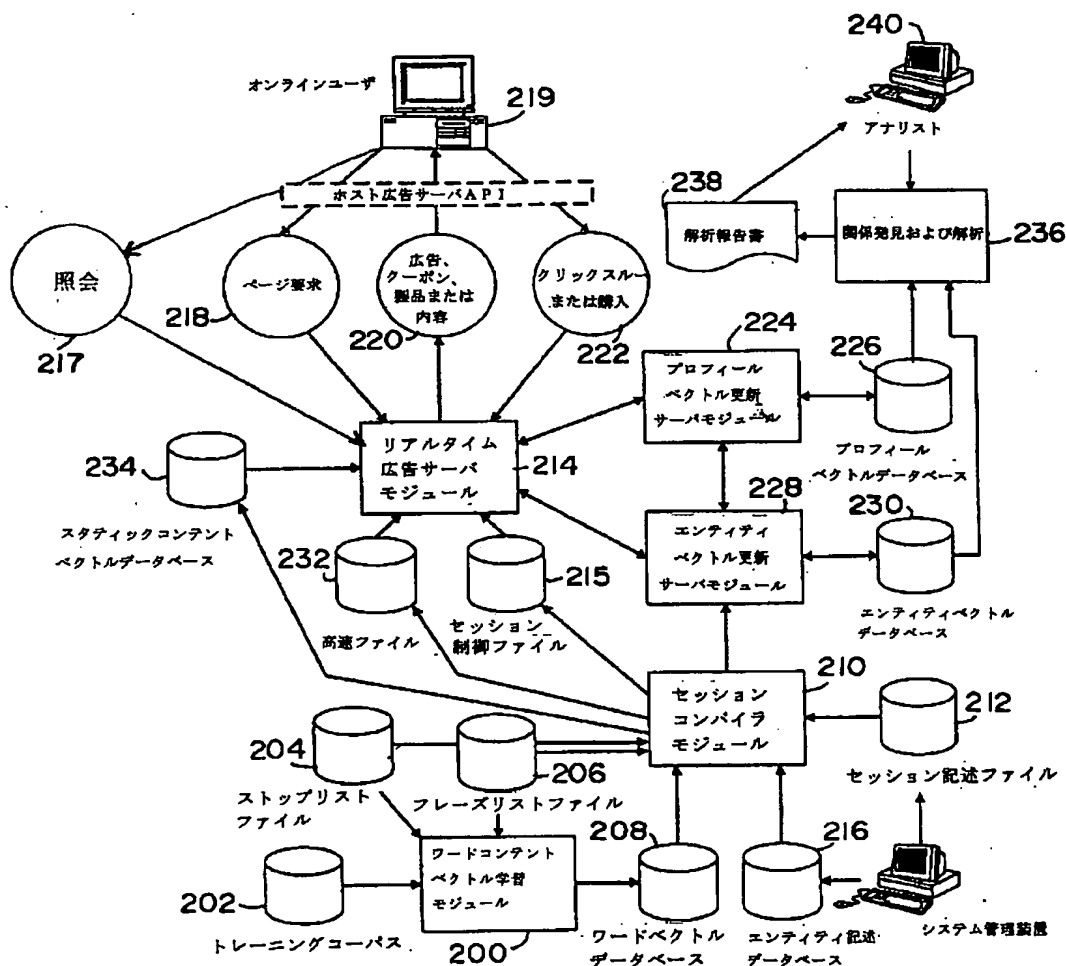 240
オンラインユーザ
219
アナリスト
ホスト広告サーバAPI
238
解析報告書
関係発見および解析
236
照会
217
ページ要求
218
広告、
クーポン、
製品または
内容
220
クリックスルー
または購入
222
224
プロフィール
ベクトル更新
サーバモジュール
226
プロフィール
ベクトルデータベース
234
スタティックコンテント
ベクトルデータベース
リアルタイム
広告サーバ
モジュール
214
228
エンティティ
ベクトル更新
サーバモジュール
230
エンティティベクトル
データベース
232
高速ファイル
215
セッション
制御ファイル
210
セッション
コンパイラ
モジュール
212
セッション記述ファイル
204
ストップリスト
ファイル
206
フレーズリストファイル
202
トレーニングコーパス
ワードコンテント
ベクトル学習
モジュール
200
208
ワードベクトル
データベース
216
エンティティ記述
データベース
システム管理装置